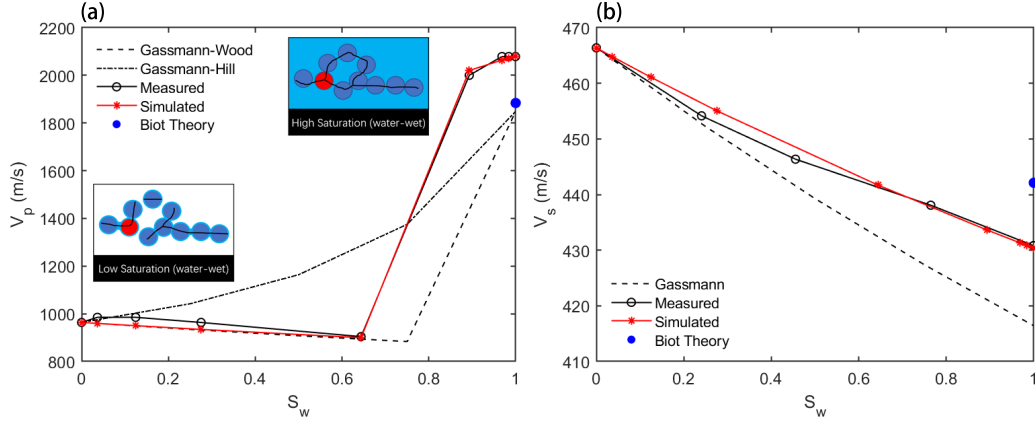 (a)
2200
2000
1800
1600
1400
1200
1000
800
V_p (m/s)
Gassmann-Wood
Gassmann-Hill
Measured
Simulated
Biot Theory
High Saturation (water-wet)
Low Saturation (water-wet)
0
0.2
0.4
0.6
0.8
1
S_w
(b)
470
460
450
440
430
420
410
V_s (m/s)
Gassmann
Measured
Simulated
Biot Theory
0
0.2
0.4
0.6
0.8
1
S_w